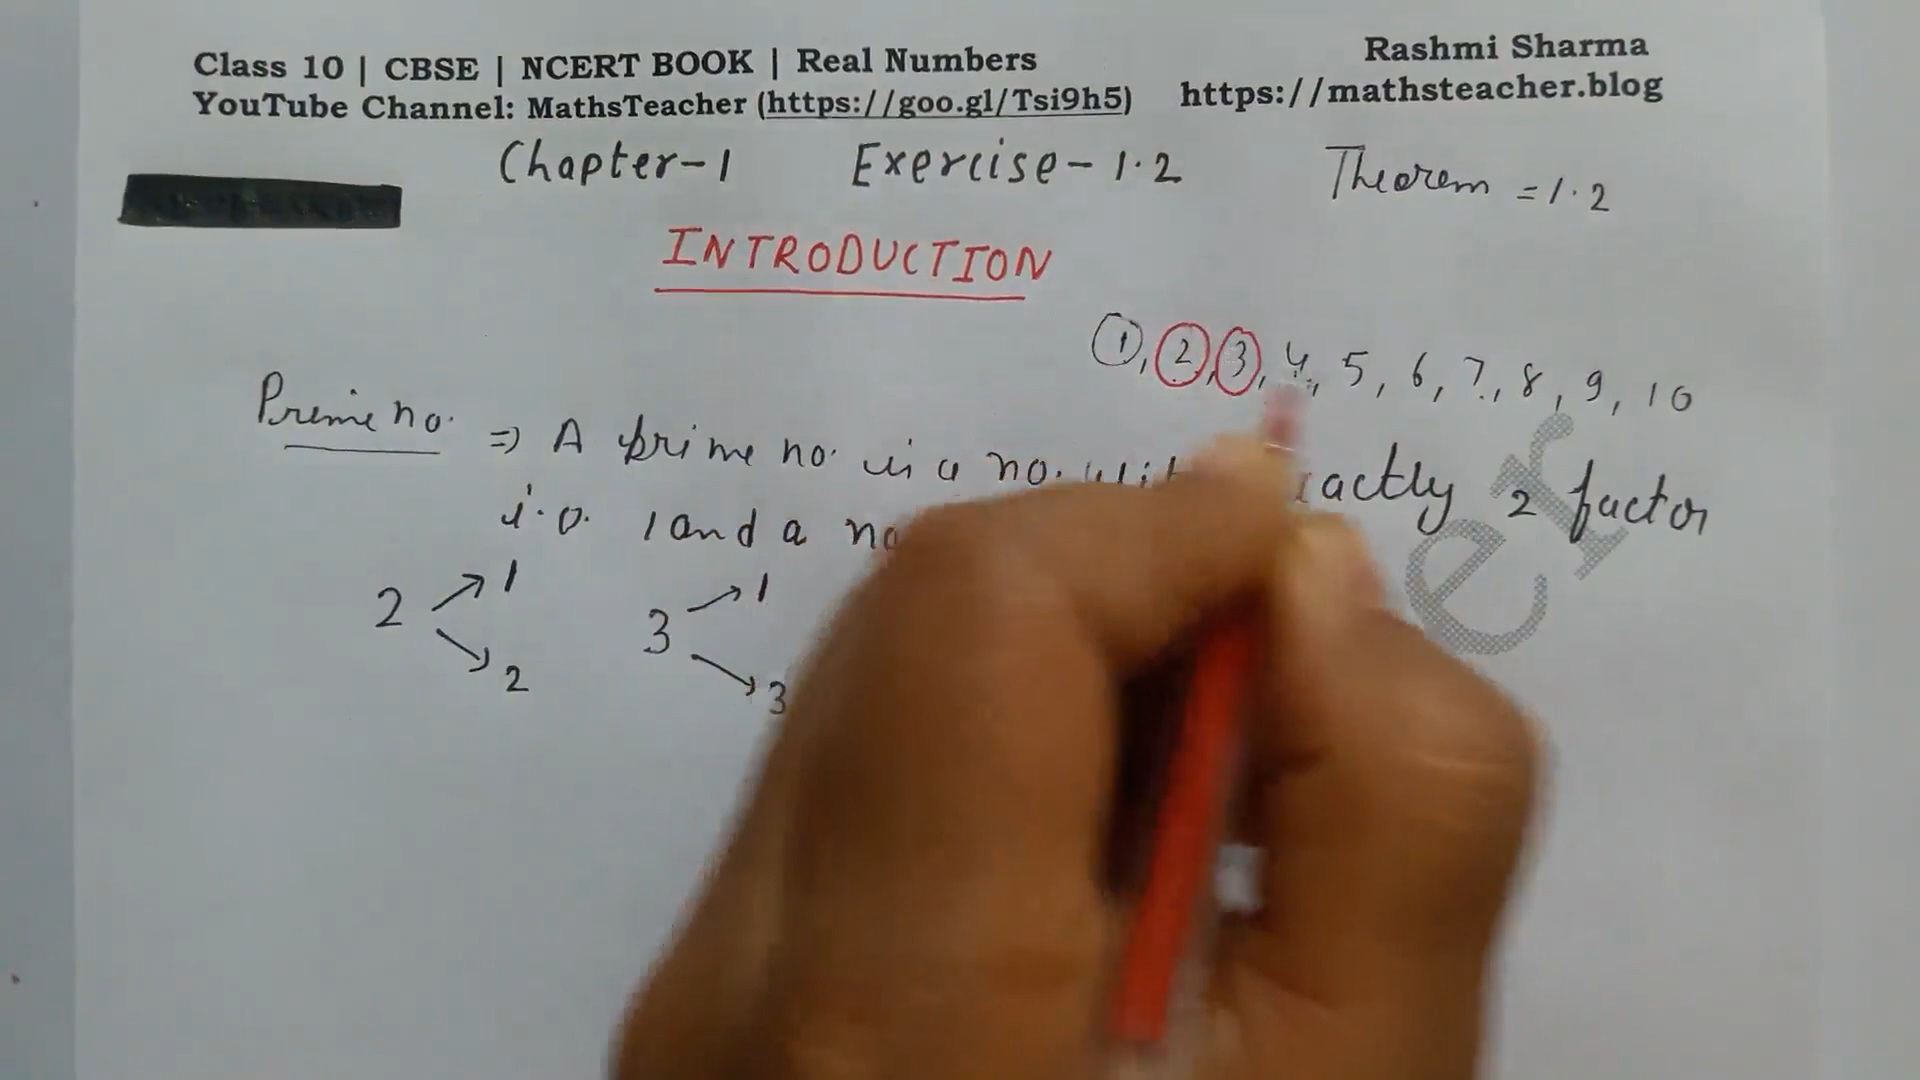 Class 10 | CBSE | NCERT BOOK | Real Numbers
Rashmi Sharma
YouTube Channel: MathsTeacher (https://goo.gl/Tsi9h5)
https://mathsteacher.blog
Chapter-1 Exercise-1.2 Theorem = 1.2
INTRODUCTION
1, 2, 3, 4, 5, 6, 7, 8, 9, 10
Prime no. ⇒ A prime no. is a no. actly 2 factor
1 and a no
2 → 1
→ 2
3 → 1
→ 3
er